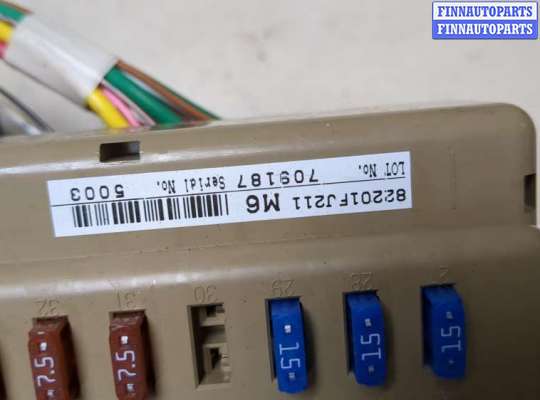 FINNAUTOPARTS
FINNAUTOPARTS
82201FJ211 M6
LOT No. 709187 Serial No. 5003
32 31 30 29 28
7.5 7.5 15 15 15